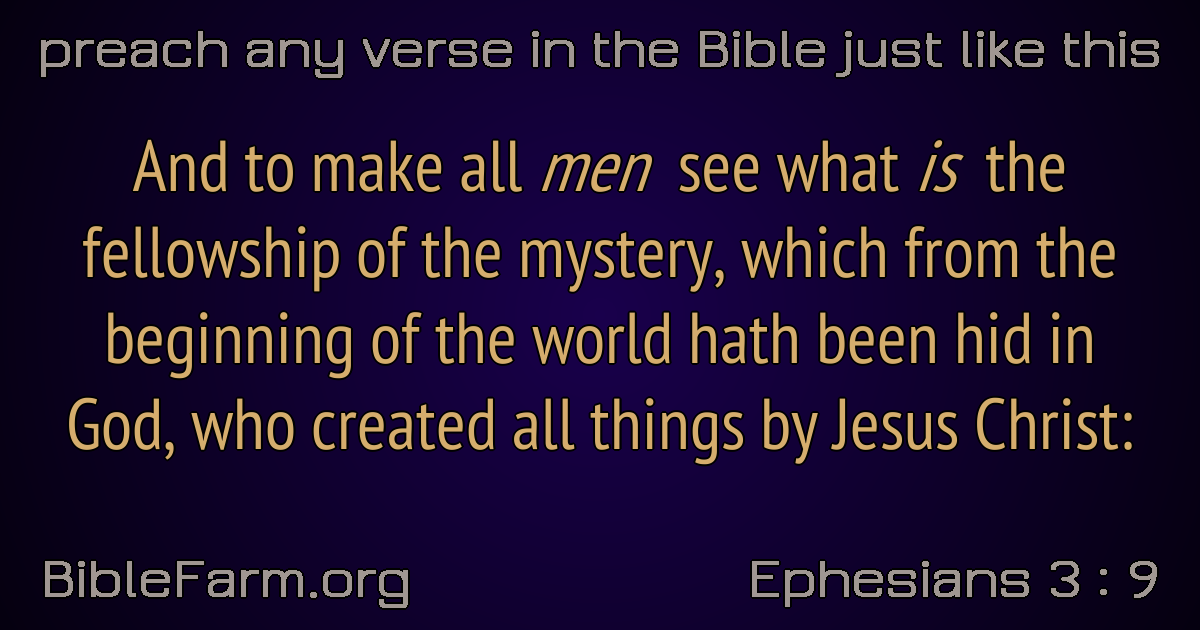 preach any verse in the Bible just like this
And to make all men see what is the
fellowship of the mystery, which from the
beginning of the world hath been hid in
God, who created all things by Jesus Christ:
BibleFarm.org
Ephesians 3 : 9